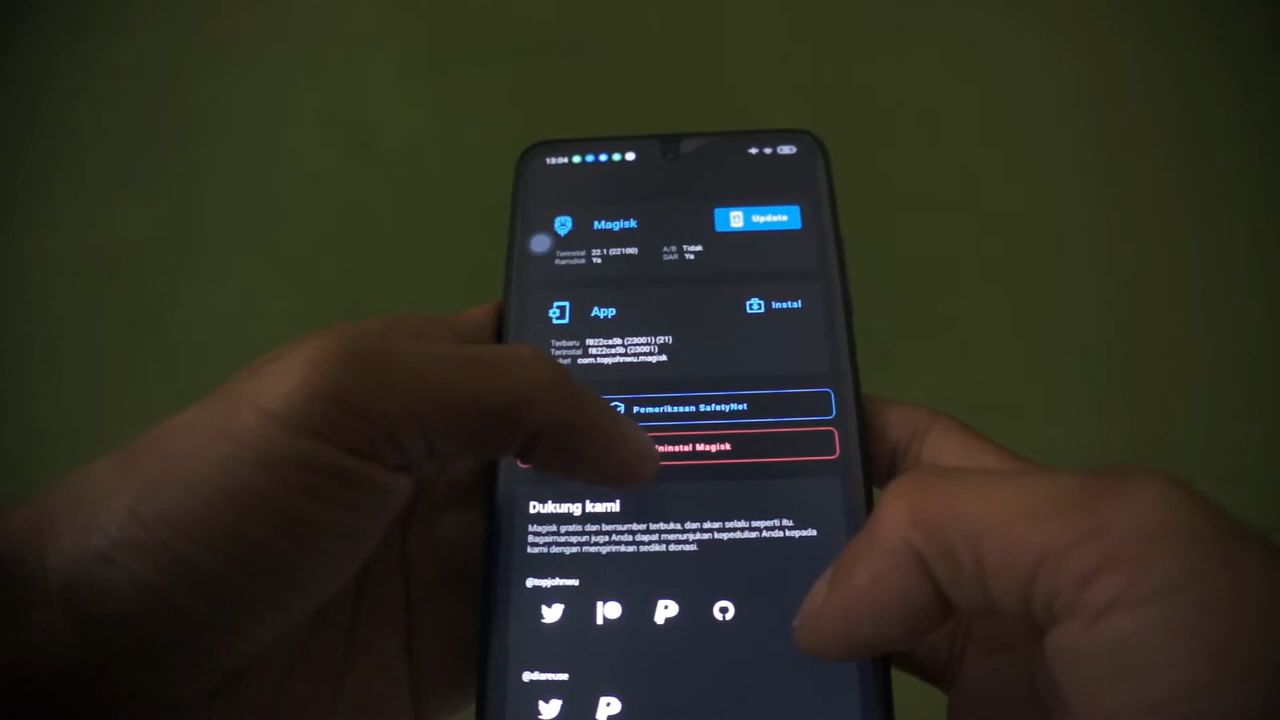 13:04
Magisk
Update
Terinstal 22.1 (22100)
A/B Tidak
Ramdisk Ya
SAR Ya
App
Instal
Terbaru f822ca5b (23001) (21)
Terinstal f822ca5b (23001)
com.topjohnwu.magisk
Pemeriksaan SafetyNet
Uninstal Magisk
Dukung kami
Magisk gratis dan bersumber terbuka, dan akan selalu seperti itu.
Bagaimanapun juga Anda dapat menunjukan kepedulian Anda kepada
kami dengan mengirimkan sedikit donasi.
@topjohnwu
@diareuse